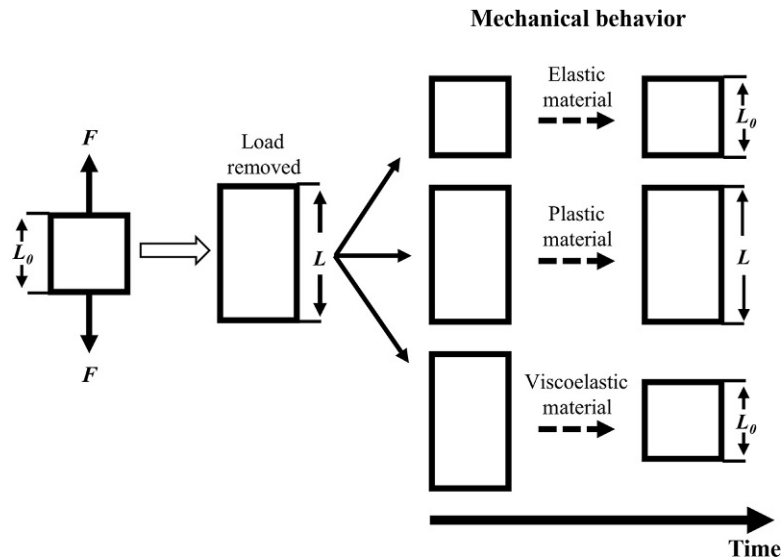 Mechanical behavior
F
L0
F
Load
removed
L
Elastic
material
L0
Plastic
material
L
Viscoelastic
material
L0
Time